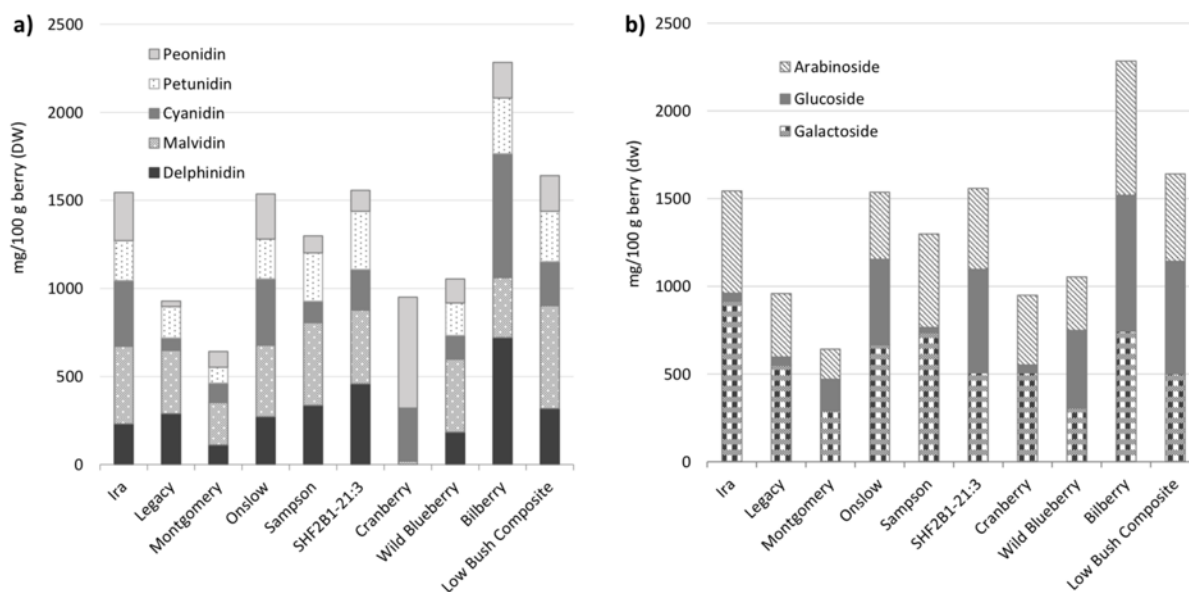 a)
mg/100 g berry (DW)
2500
2000
1500
1000
500
0
Peonidin
Petunidin
Cyanidin
Malvidin
Delphinidin
Ira
Legacy
Montgomery
Onslow
Sampson
SHF2B1-21:3
Cranberry
Wild Blueberry
Bilberry
Low Bush Composite
b)
mg/100 g berry (dw)
2500
2000
1500
1000
500
0
Arabinoside
Glucoside
Galactoside
Ira
Legacy
Montgomery
Onslow
Sampson
SHF2B1-21:3
Cranberry
Wild Blueberry
Bilberry
Low Bush Composite